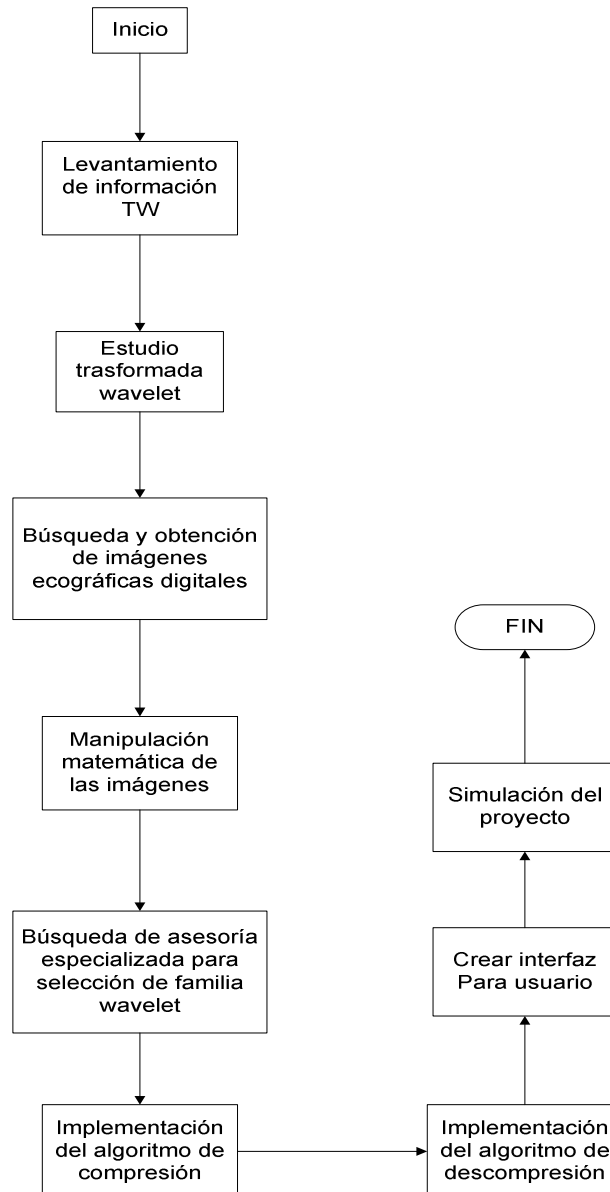 Inicio
Levantamiento
de información
TW
Estudio
trasformada
wavelet
Búsqueda y obtención
de imágenes
ecográficas digitales
Manipulación
matemática de
las imágenes
Búsqueda de asesoría
especializada para
selección de familia
wavelet
Implementación
del algoritmo de
compresión
Implementación
del algoritmo de
descompresión
Crear interfaz
Para usuario
Simulación del
proyecto
FIN